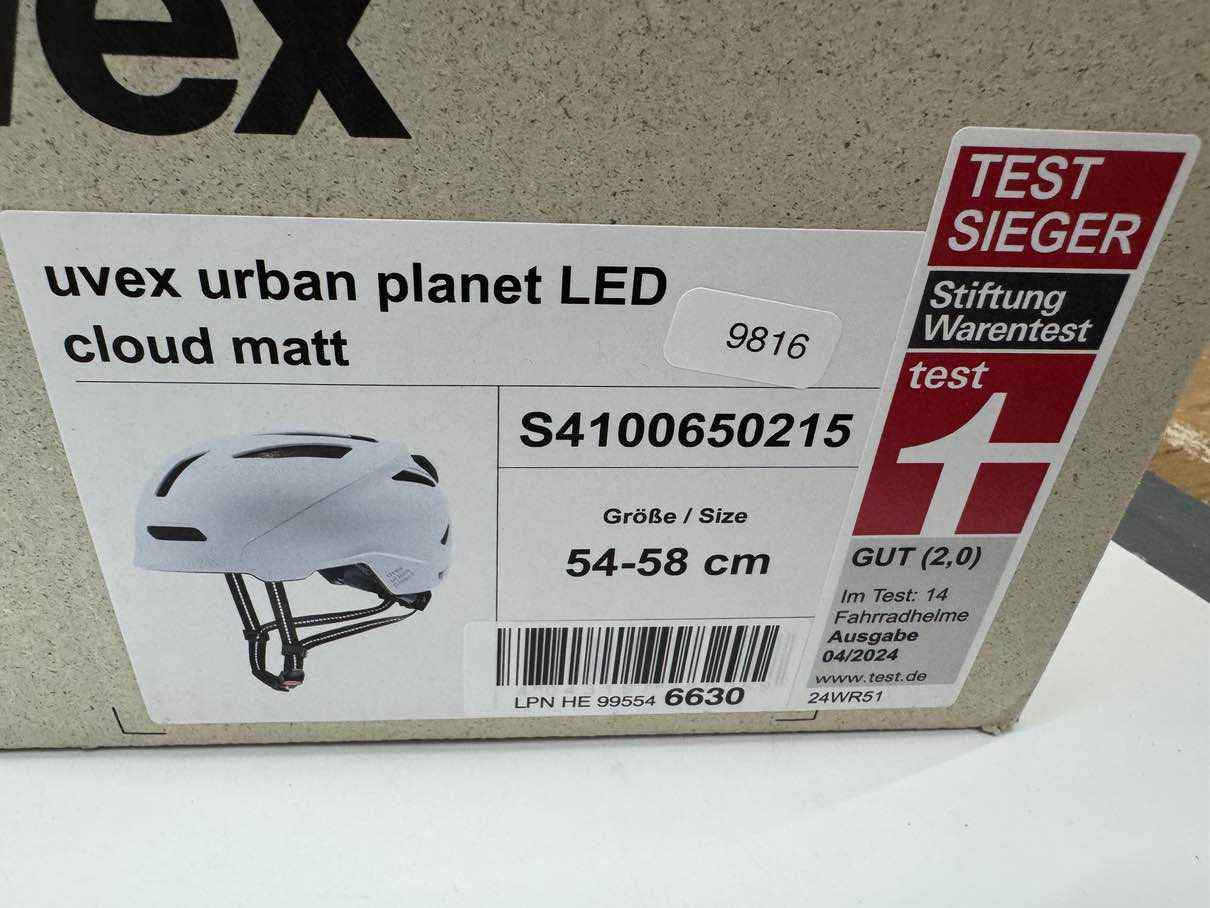 uvex
uvex urban planet LED
cloud matt
9816
S4100650215
Größe / Size
54-58 cm
LPN HE 99554 6630
TEST
SIEGER
Stiftung
Warentest
test
GUT (2,0)
Im Test: 14
Fahrradhelme
Ausgabe
04/2024
www.test.de
24WR51